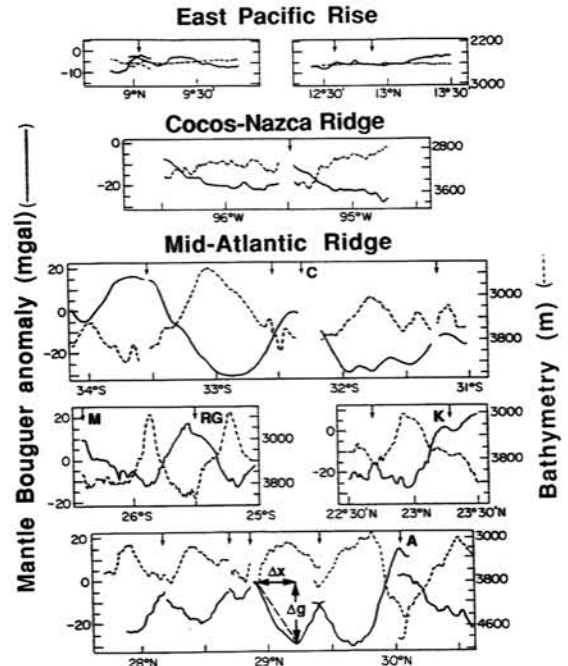 East Pacific Rise
0
-10
2200
3000
9°N
9°30'
12°30'
13°N
13°30'
Cocos-Nazca Ridge
0
-20
2800
3600
96°W
95°W
Mid-Atlantic Ridge
20
0
-20
C
3000
3800
34°S
33°S
32°S
31°S
20
0
-20
M
RG
3000
3800
26°S
25°S
20
0
-20
K
3000
3800
22°30'N
23°N
23°30'
20
0
-20
A
Δx
Δg
3000
3800
4600
28°N
29°N
30°N
Mantle Bouguer anomaly (mgal)
Bathymetry (m)